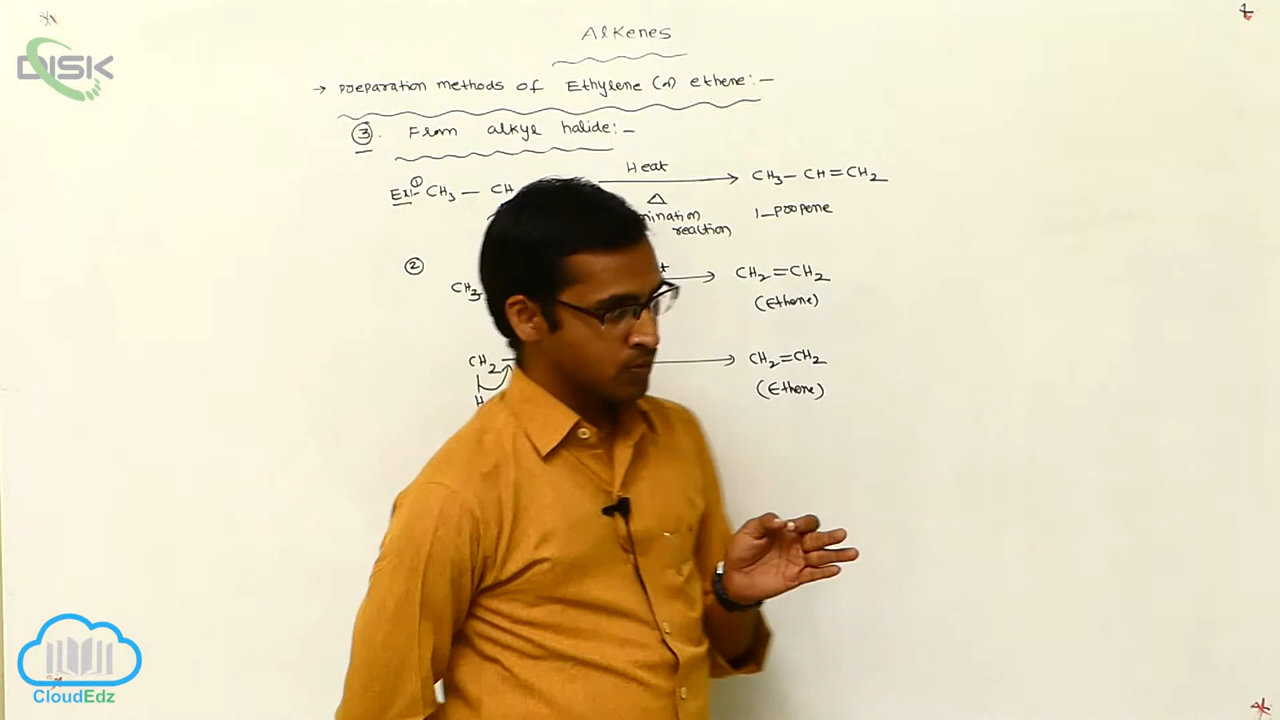 DISK
Alkenes
→ preparation methods of Ethylene (or) ethene:-
③. From alkyl halide:-
Heat
Ex:- ① CH3 — CH → CH3 — CH = CH2
△
mination 1-propene
reaction
②
CH3 → CH2 = CH2
(Ethene)
CH2 — → CH2 = CH2
H (Ethene)
CloudEdz